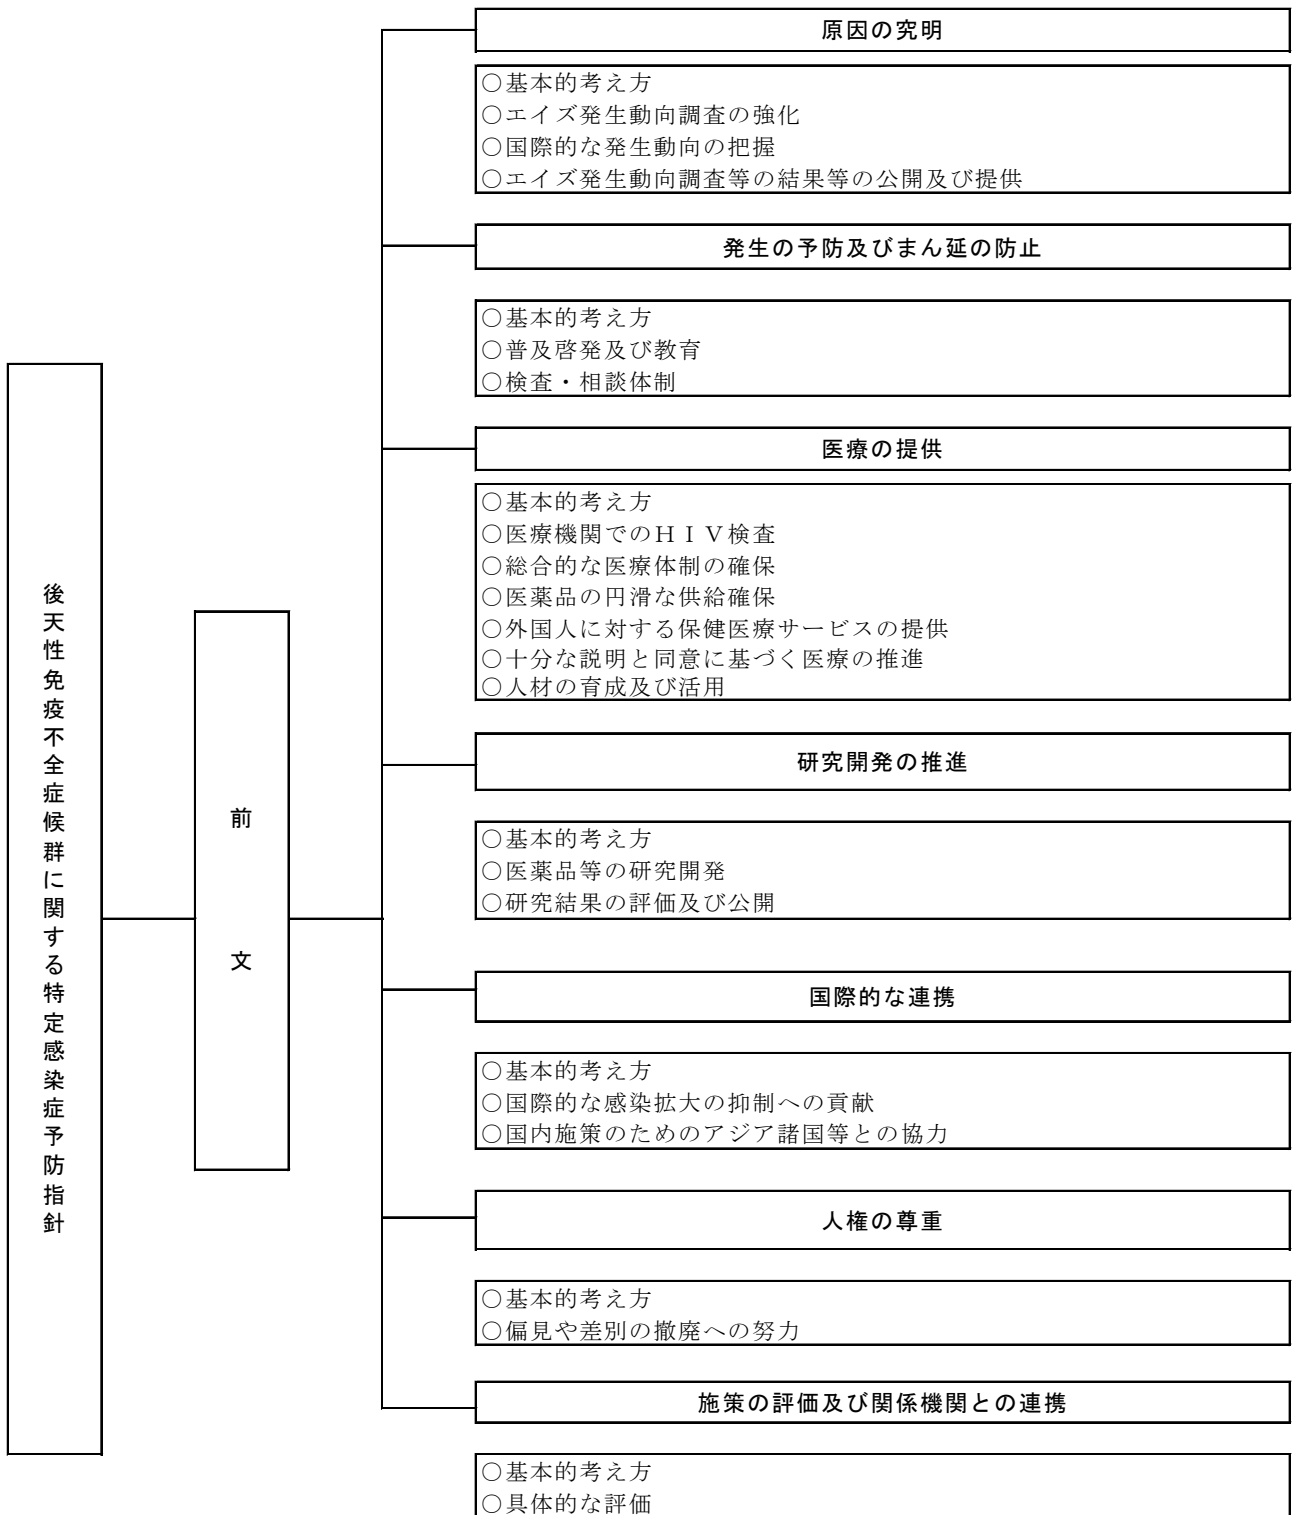 後天性免疫不全症候群に関する特定感染症予防指針
前文
原因の究明
○基本的考え方
○エイズ発生動向調査の強化
○国際的な発生動向の把握
○エイズ発生動向調査等の結果等の公開及び提供
発生の予防及びまん延の防止
○基本的考え方
○普及啓発及び教育
○検査・相談体制
医療の提供
○基本的考え方
○医療機関でのＨＩＶ検査
○総合的な医療体制の確保
○医薬品の円滑な供給確保
○外国人に対する保健医療サービスの提供
○十分な説明と同意に基づく医療の推進
○人材の育成及び活用
研究開発の推進
○基本的考え方
○医薬品等の研究開発
○研究結果の評価及び公開
国際的な連携
○基本的考え方
○国際的な感染拡大の抑制への貢献
○国内施策のためのアジア諸国等との協力
人権の尊重
○基本的考え方
○偏見や差別の撤廃への努力
施策の評価及び関係機関との連携
○基本的考え方
○具体的な評価